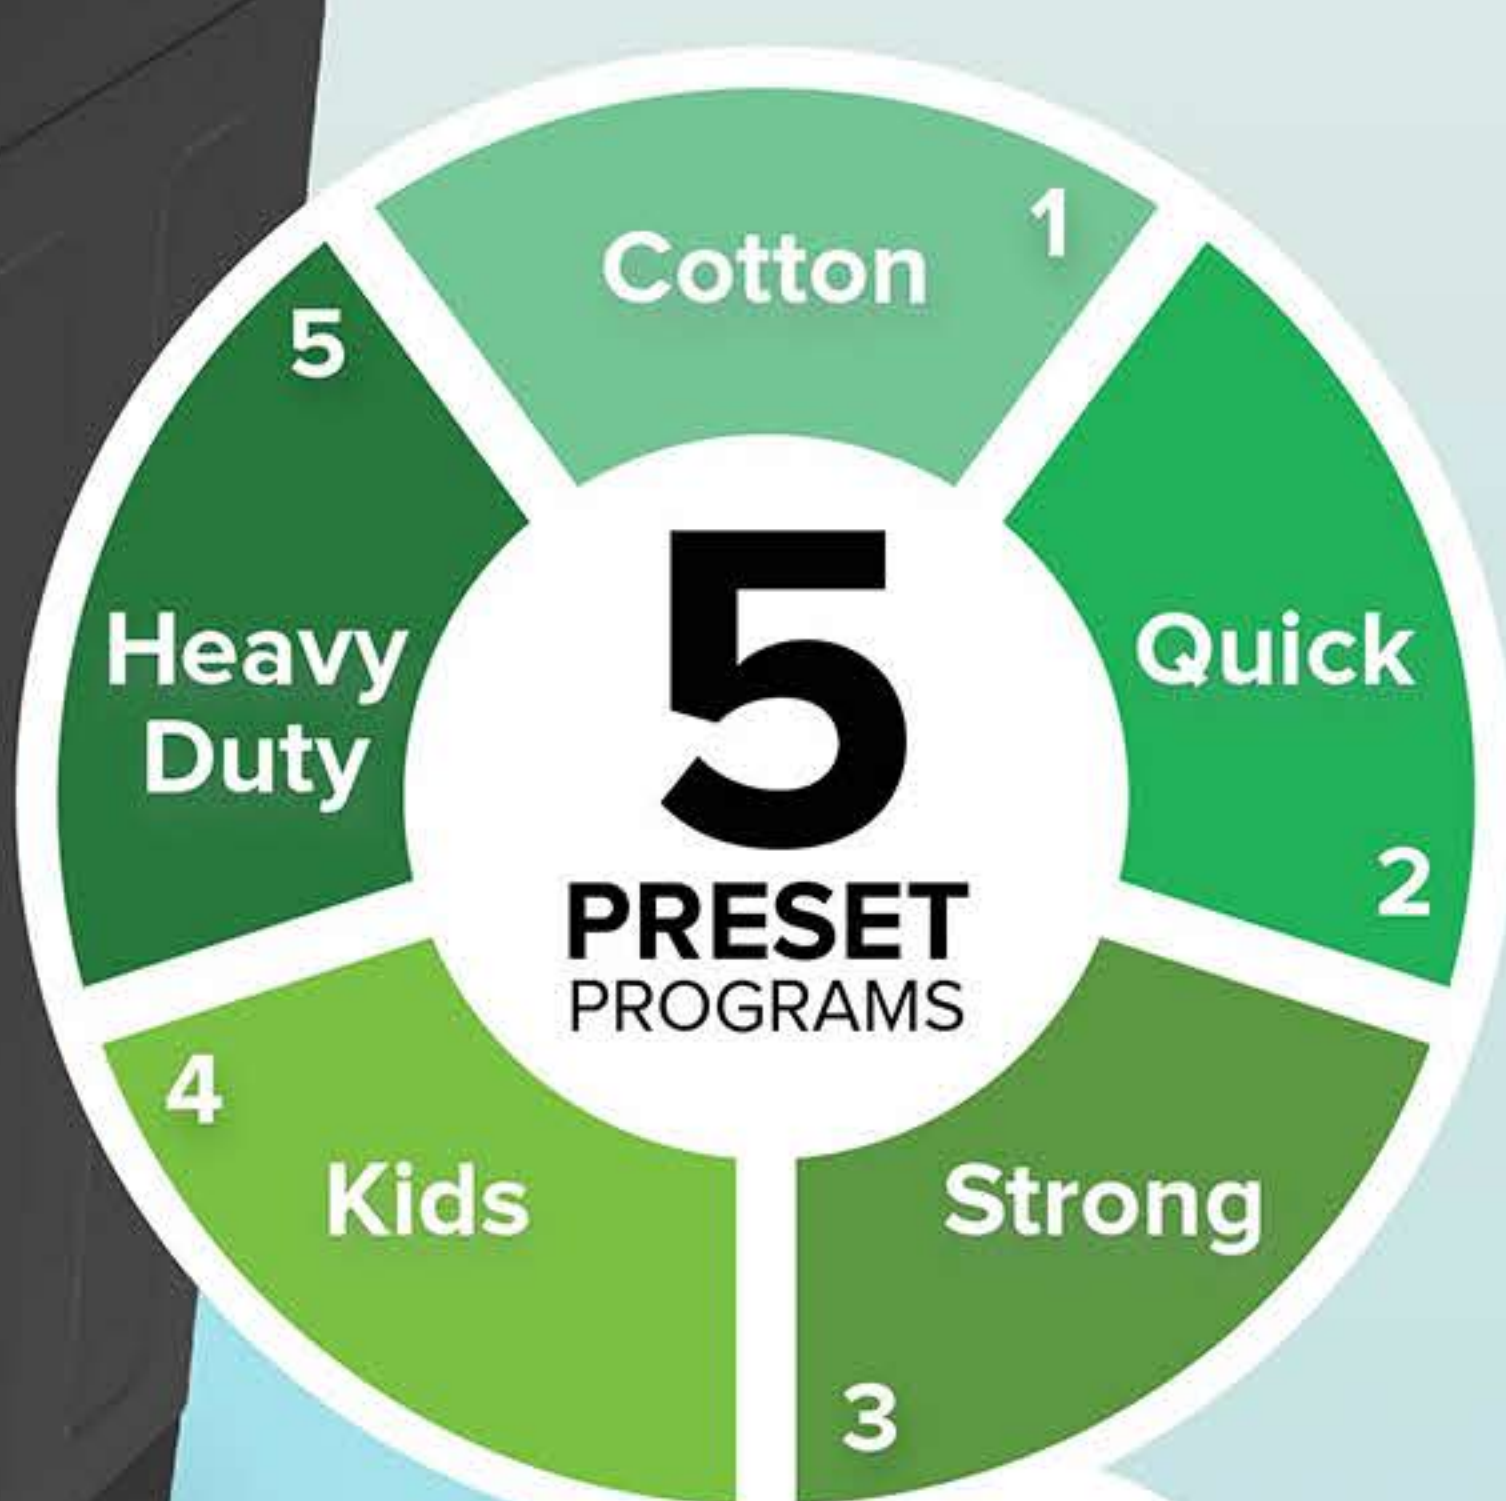 5
PRESET
PROGRAMS
Cotton
1
Quick
2
Strong
3
Kids
4
Heavy
Duty
5